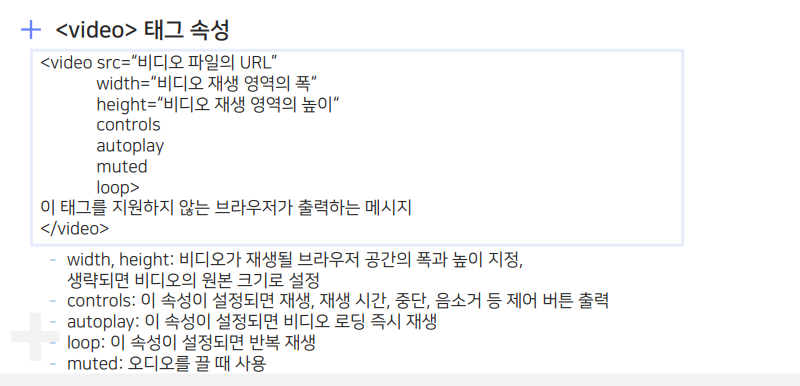 + <video> 태그 속성
<video src=“비디오 파일의 URL”
width=“비디오 재생 영역의 폭“
height=“비디오 재생 영역의 높이“
controls
autoplay
muted
loop>
이 태그를 지원하지 않는 브라우저가 출력하는 메시지
</video>
– width, height: 비디오가 재생될 브라우저 공간의 폭과 높이 지정,
생략되면 비디오의 원본 크기로 설정
– controls: 이 속성이 설정되면 재생, 재생 시간, 중단, 음소거 등 제어 버튼 출력
– autoplay: 이 속성이 설정되면 비디오 로딩 즉시 재생
– loop: 이 속성이 설정되면 반복 재생
– muted: 오디오를 끌 때 사용